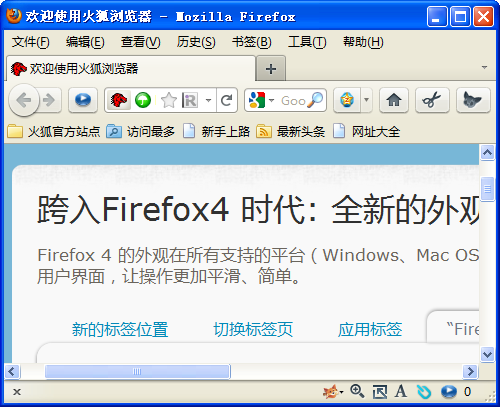 欢迎使用火狐浏览器 - Mozilla Firefox
文件(F) 编辑(E) 查看(V) 历史(S) 书签(B) 工具(T) 帮助(H)
欢迎使用火狐浏览器
Goo
火狐官方站点 访问最多 新手上路 最新头条 网址大全
跨入Firefox4 时代：全新的外观
Firefox 4 的外观在所有支持的平台（Windows、Mac OS
用户界面，让操作更加平滑、简单。
新的标签位置 切换标签页 应用标签 “Fire
0